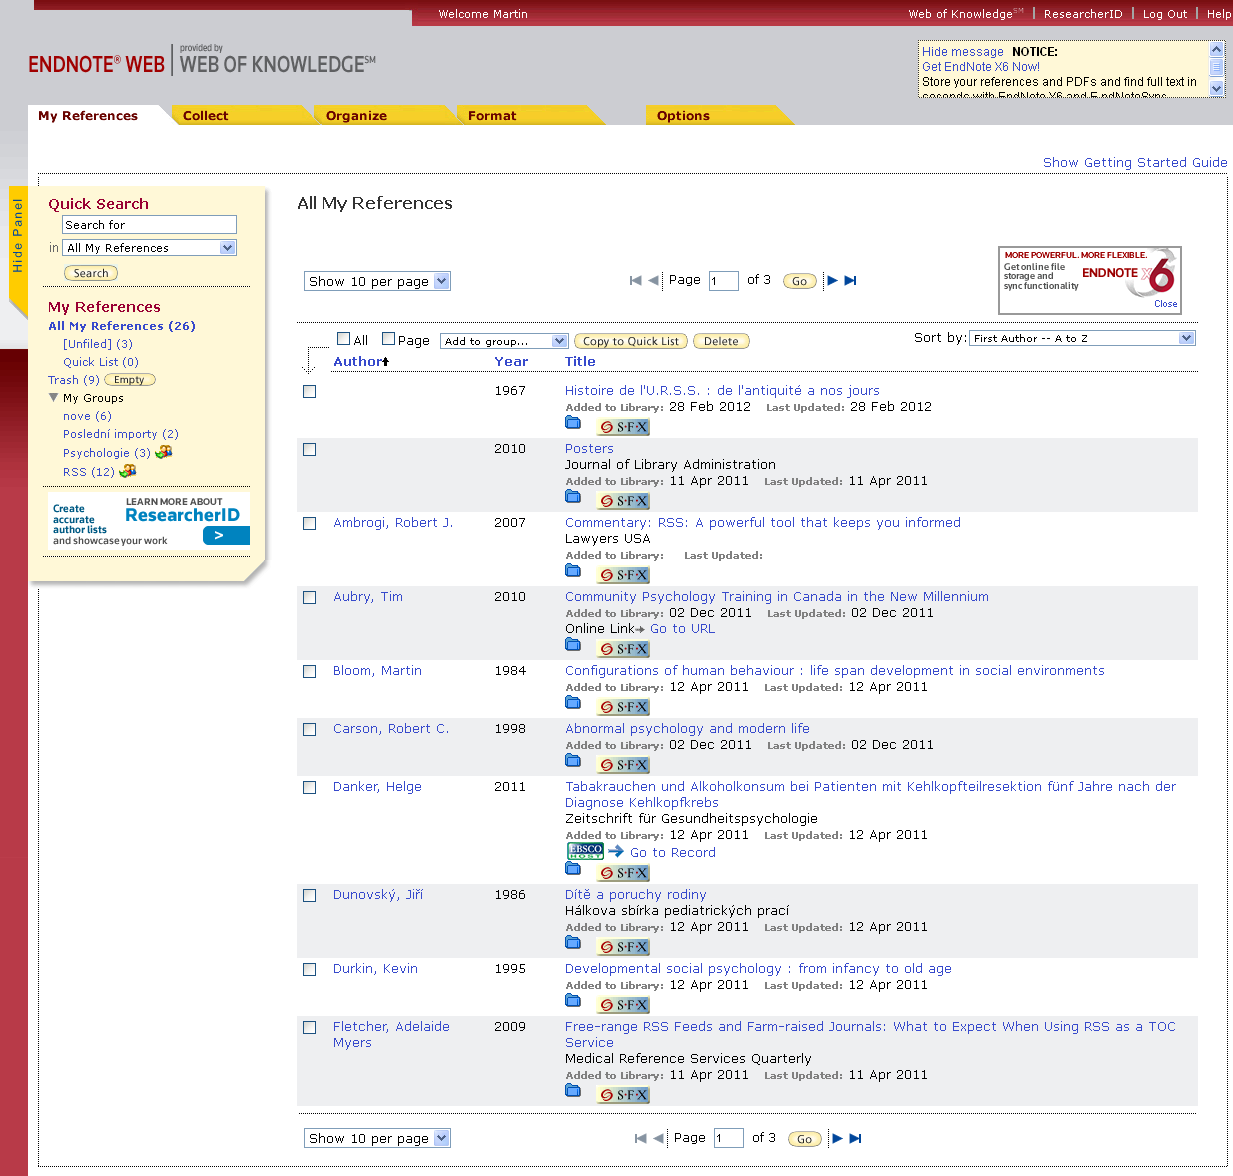 Welcome Martin
Web of Knowledge℠ | ResearcherID | Log Out | Help
ENDNOTE® WEB | provided by WEB OF KNOWLEDGE℠
Hide message NOTICE:
Get EndNote X6 Now!
Store your references and PDFs and find full text in
seconds with EndNote X6 and EndNoteSync
My References
Collect
Organize
Format
Options
Show Getting Started Guide
Hide Panel
Quick Search
Search for
in All My References
Search
My References
All My References (26)
[Unfiled] (3)
Quick List (0)
Trash (9) Empty
My Groups
nove (6)
Poslední importy (2)
Psychologie (3)
RSS (12)
LEARN MORE ABOUT
ResearcherID
Create
accurate
author lists
and showcase your work
>
All My References
Show 10 per page
Page 1 of 3 Go
MORE POWERFUL. MORE FLEXIBLE.
Get online file
storage and
sync functionality
ENDNOTE X6
Close
All Page Add to group... Copy to Quick List Delete
Sort by: First Author -- A to Z
Author Year Title
1967 Histoire de l'U.R.S.S. : de l'antiquité a nos jours
Added to Library: 28 Feb 2012 Last Updated: 28 Feb 2012
S·F·X
2010 Posters
Journal of Library Administration
Added to Library: 11 Apr 2011 Last Updated: 11 Apr 2011
S·F·X
Ambrogi, Robert J. 2007 Commentary: RSS: A powerful tool that keeps you informed
Lawyers USA
Added to Library: Last Updated:
S·F·X
Aubry, Tim 2010 Community Psychology Training in Canada in the New Millennium
Added to Library: 02 Dec 2011 Last Updated: 02 Dec 2011
Online Link➔ Go to URL
S·F·X
Bloom, Martin 1984 Configurations of human behaviour : life span development in social environments
Added to Library: 12 Apr 2011 Last Updated: 12 Apr 2011
S·F·X
Carson, Robert C. 1998 Abnormal psychology and modern life
Added to Library: 02 Dec 2011 Last Updated: 02 Dec 2011
S·F·X
Danker, Helge 2011 Tabakrauchen und Alkoholkonsum bei Patienten mit Kehlkopfteilresektion fünf Jahre nach der
Diagnose Kehlkopfkrebs
Zeitschrift für Gesundheitspsychologie
Added to Library: 12 Apr 2011 Last Updated: 12 Apr 2011
EBSCO HOST Go to Record
S·F·X
Dunovský, Jiří 1986 Dítě a poruchy rodiny
Hálkova sbírka pediatrických prací
Added to Library: 12 Apr 2011 Last Updated: 12 Apr 2011
S·F·X
Durkin, Kevin 1995 Developmental social psychology : from infancy to old age
Added to Library: 12 Apr 2011 Last Updated: 12 Apr 2011
S·F·X
Fletcher, Adelaide 2009 Free-range RSS Feeds and Farm-raised Journals: What to Expect When Using RSS as a TOC
Myers Service
Medical Reference Services Quarterly
Added to Library: 11 Apr 2011 Last Updated: 11 Apr 2011
S·F·X
Show 10 per page
Page 1 of 3 Go